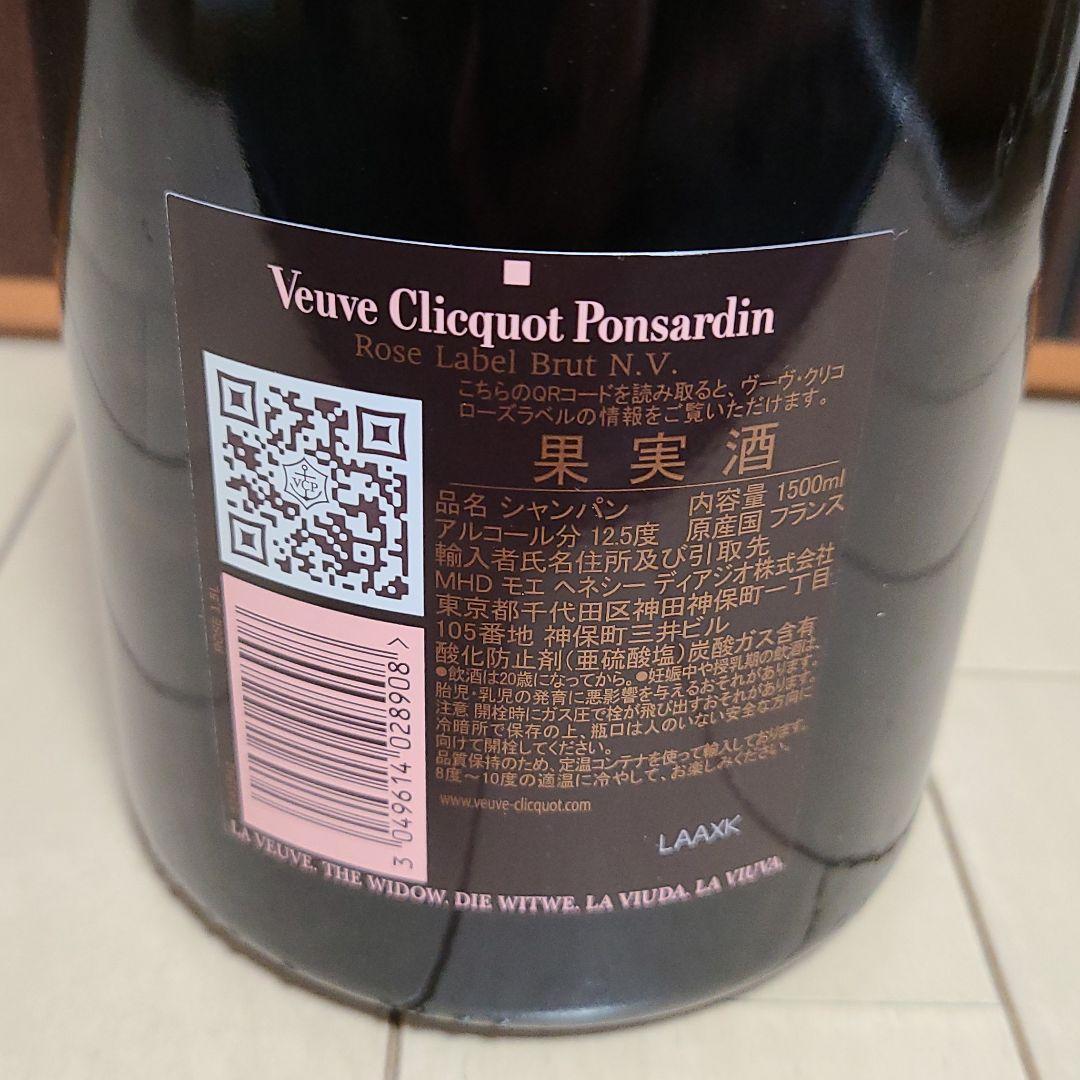 Veuve Clicquot Ponsardin
Rose Label Brut N.V.
こちらのQRコードを読み取ると、ヴーヴ・クリコ
ローズラベルの情報をご覧いただけます。
果実酒
品名 シャンパン 内容量 1500ml
アルコール分 12.5度 原産国 フランス
輸入者氏名住所及び引取先
MHD モエ ヘネシー ディアジオ株式会社
東京都千代田区神田神保町一丁目
105番地 神保町三井ビル
酸化防止剤(亜硫酸塩)炭酸ガス含有
●飲酒は20歳になってから。●妊娠中や授乳期の飲酒は、
胎児・乳児の発育に悪影響を与えるおそれがあります。
注意 開栓時にガス圧で栓が飛び出すおそれがあります。
冷暗所で保存の上、瓶口は人のいない安全な方向に
向けて開栓してください。
品質保持のため、定温コンテナを使って輸入しております。
8度～10度の適温に冷やして、お楽しみください。
www.veuve-clicquot.com
VCP
ROSE 1.5L
3 049614 028908 >
LAAXK
LA VEUVE. THE WIDOW. DIE WITWE. LA VIUDA. LA VIUVA.